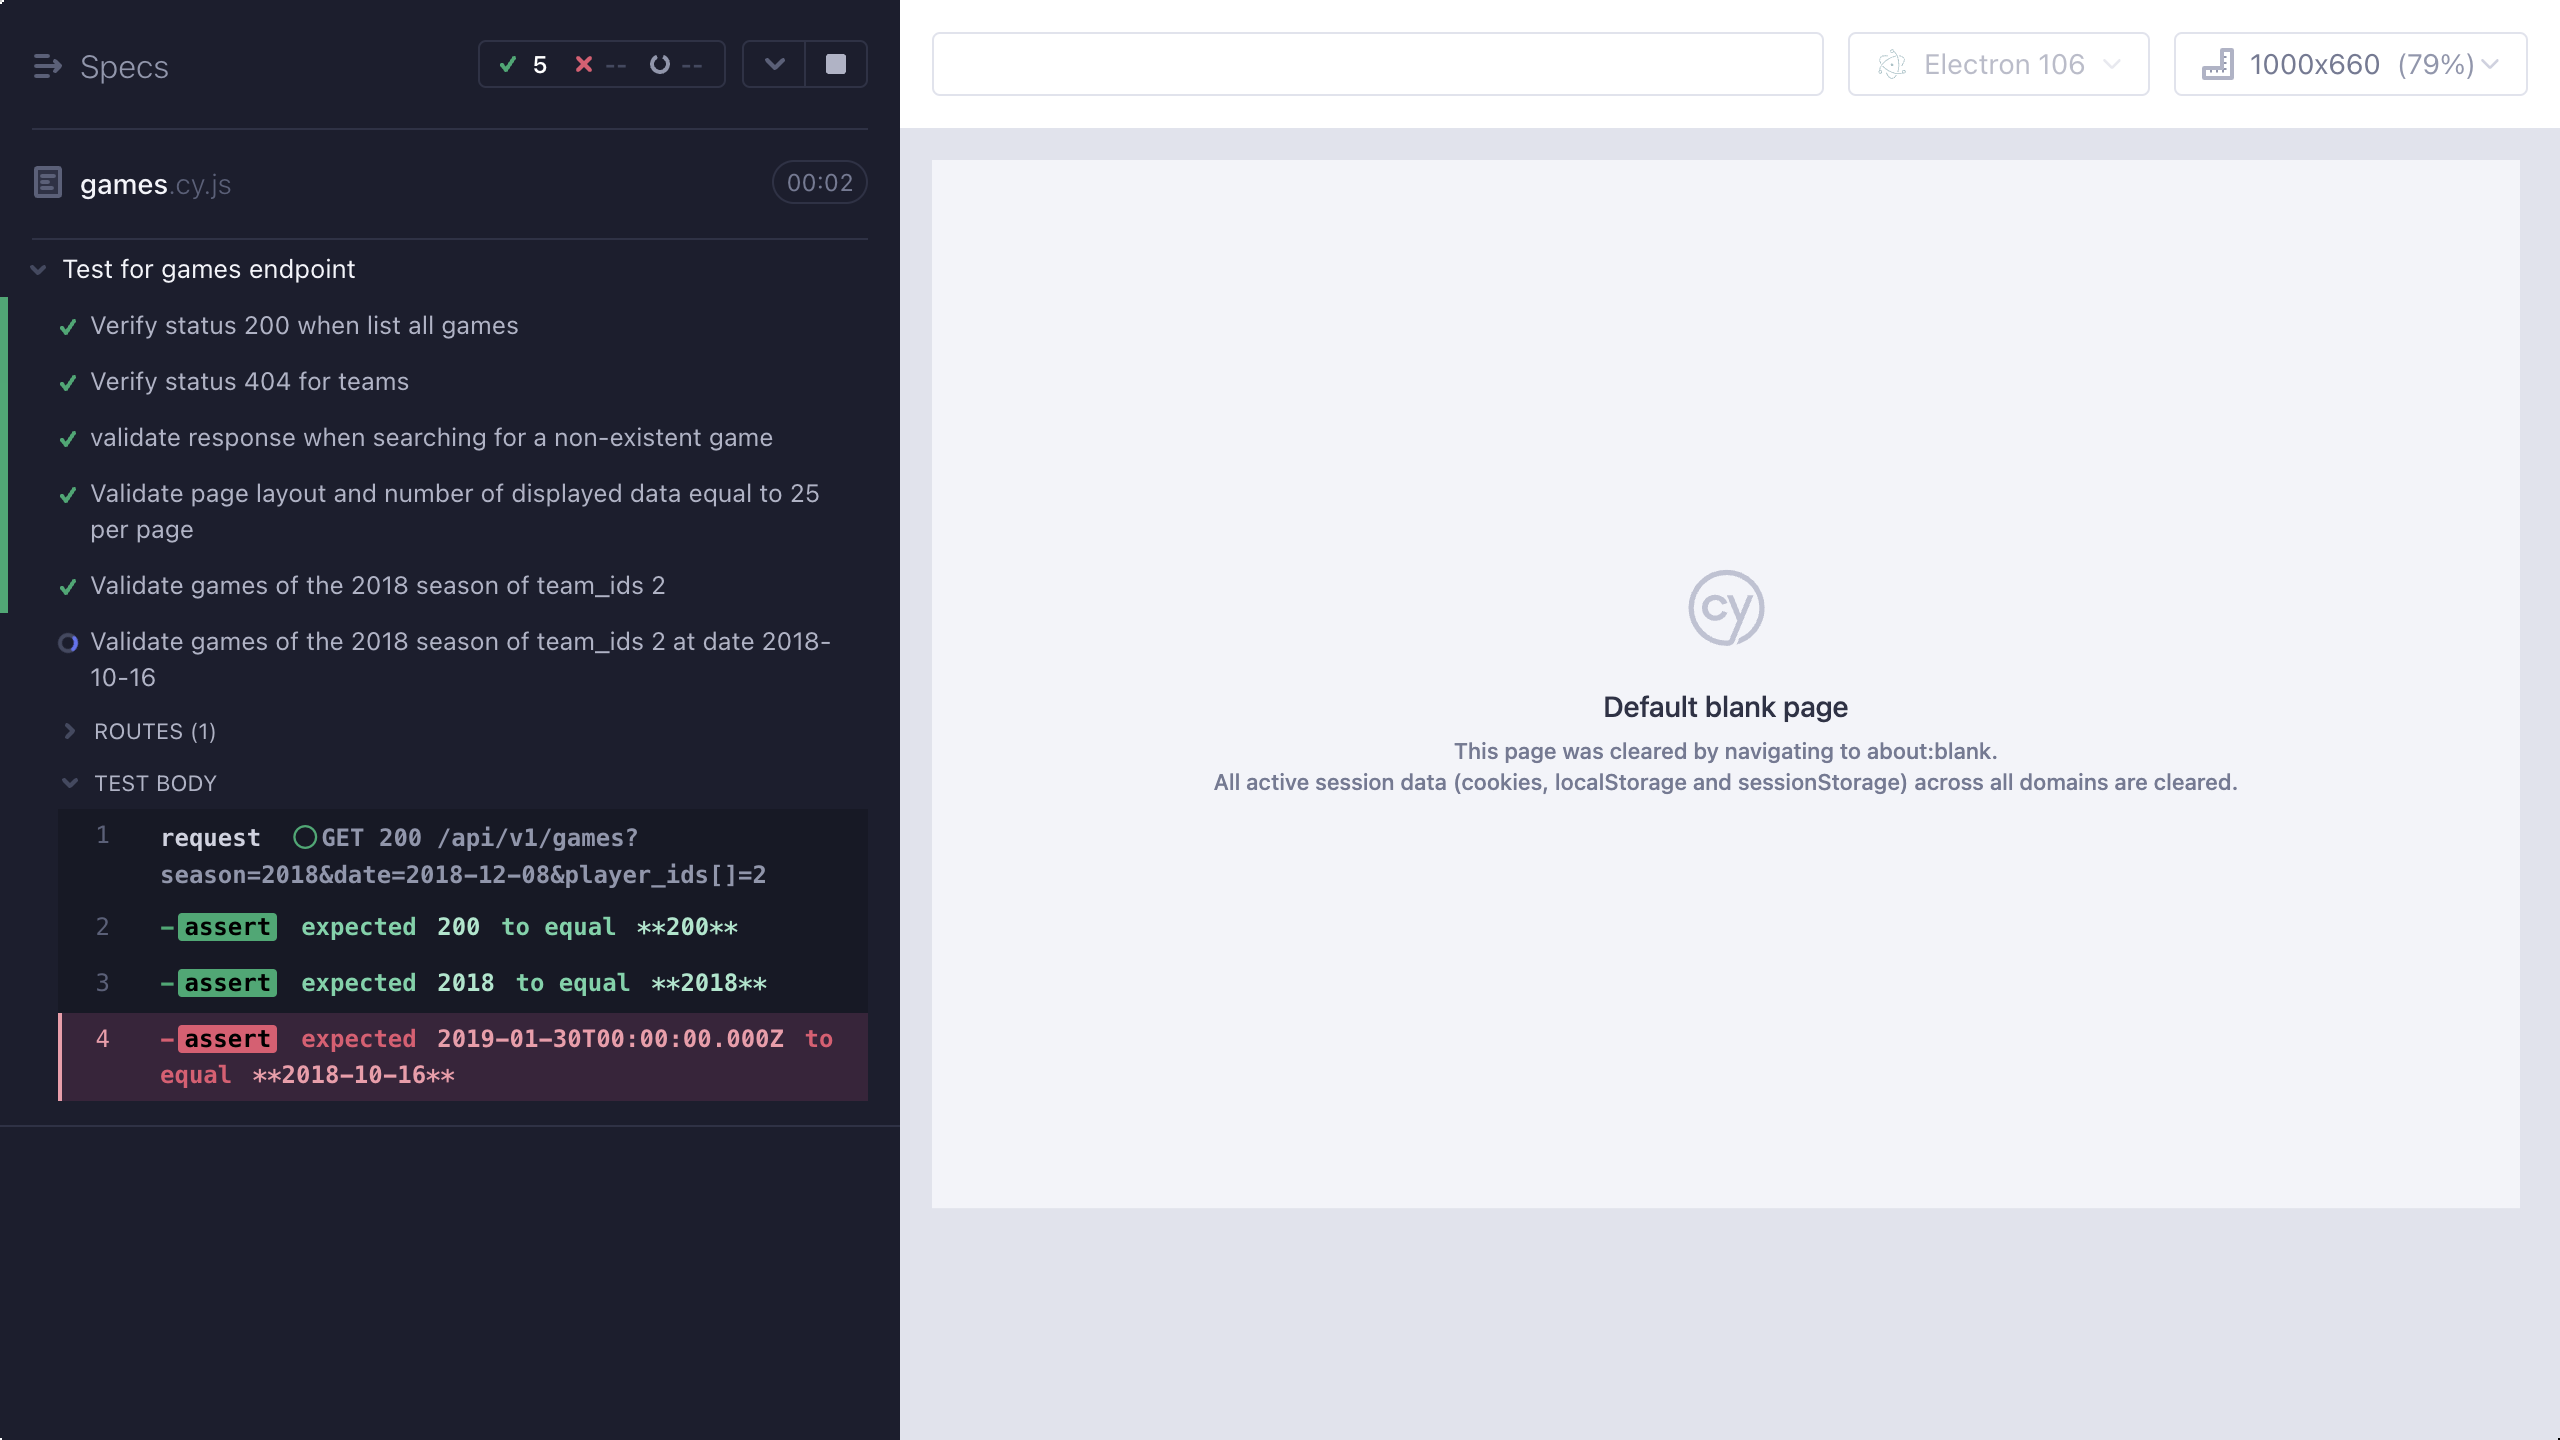 Specs
5 -- --
games.cy.js
00:02
Test for games endpoint
Verify status 200 when list all games
Verify status 404 for teams
validate response when searching for a non-existent game
Validate page layout and number of displayed data equal to 25
per page
Validate games of the 2018 season of team_ids 2
Validate games of the 2018 season of team_ids 2 at date 2018-
10-16
ROUTES (1)
TEST BODY
1 request GET 200 /api/v1/games?
season=2018&date=2018-12-08&player_ids[]=2
2 -assert expected 200 to equal **200**
3 -assert expected 2018 to equal **2018**
4 -assert expected 2019-01-30T00:00:00.000Z to
equal **2018-10-16**
Electron 106
1000x660 (79%)
cy
Default blank page
This page was cleared by navigating to about:blank.
All active session data (cookies, localStorage and sessionStorage) across all domains are cleared.